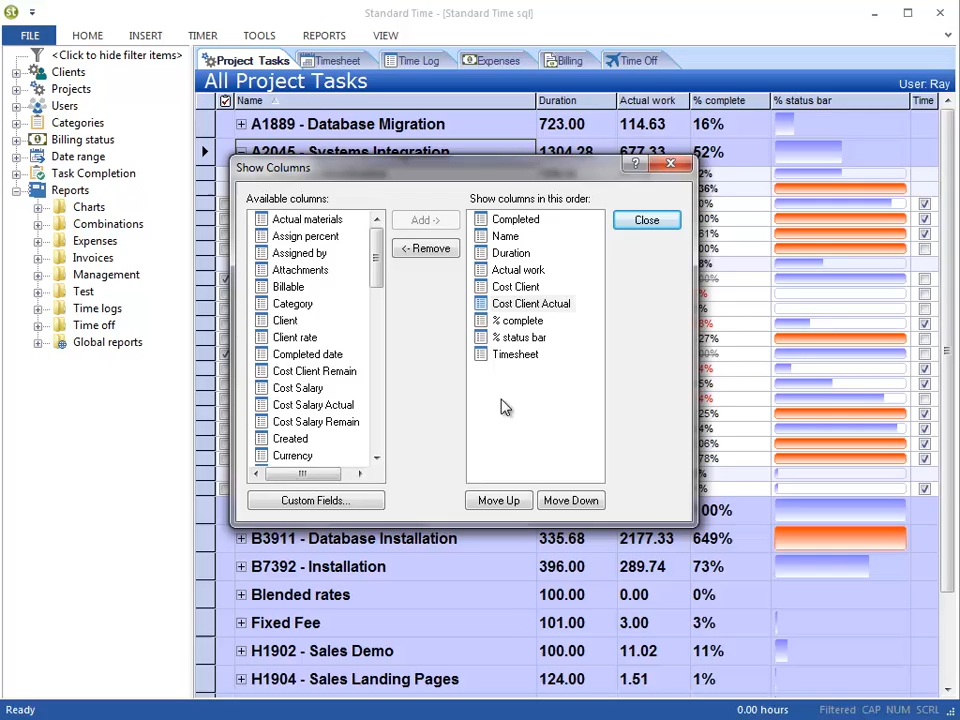 st
Standard Time - [Standard Time sql]
FILE HOME INSERT TIMER TOOLS REPORTS VIEW
<Click to hide filter items>
Clients
Projects
Users
Categories
Billing status
Date range
Task Completion
Reports
Charts
Combinations
Expenses
Invoices
Management
Test
Time logs
Time off
Global reports
Project Tasks Timesheet Time Log Expenses Billing Time Off
All Project Tasks
User: Ray
Name Duration Actual work % complete % status bar Time
A1889 - Database Migration 723.00 114.63 16%
A2045 - Systems Integration 1304.28 677.33 52%
Show Columns
?
Available columns:
Actual materials
Assign percent
Assigned by
Attachments
Billable
Category
Client
Client rate
Completed date
Cost Client Remain
Cost Salary
Cost Salary Actual
Cost Salary Remain
Created
Currency
Custom Fields...
Add ->
<- Remove
Show columns in this order:
Completed
Name
Duration
Actual work
Cost Client
Cost Client Actual
% complete
% status bar
Timesheet
Move Up Move Down
Close
B3911 - Database Installation 335.68 2177.33 649%
B7392 - Installation 396.00 289.74 73%
Blended rates 100.00 0.00 0%
Fixed Fee 101.00 3.00 3%
H1902 - Sales Demo 100.00 11.02 11%
H1904 - Sales Landing Pages 124.00 1.51 1%
Ready
0.00 hours Filtered CAP NUM SCRL